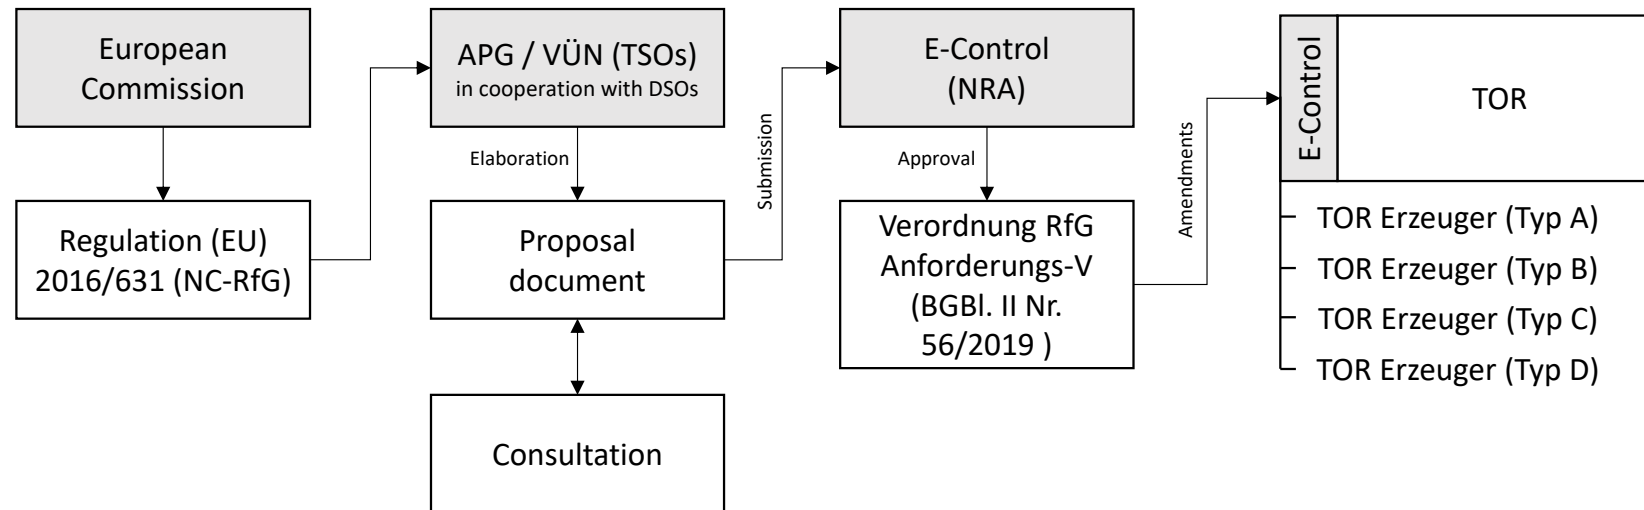 European
Commission
Regulation (EU)
2016/631 (NC-RfG)
APG / VÜN (TSOs)
in cooperation with DSOs
Elaboration
Proposal
document
Consultation
Submission
E-Control
(NRA)
Approval
Verordnung RfG
Anforderungs-V
(BGBl. II Nr.
56/2019 )
Amendments
E-Control
TOR
TOR Erzeuger (Typ A)
TOR Erzeuger (Typ B)
TOR Erzeuger (Typ C)
TOR Erzeuger (Typ D)